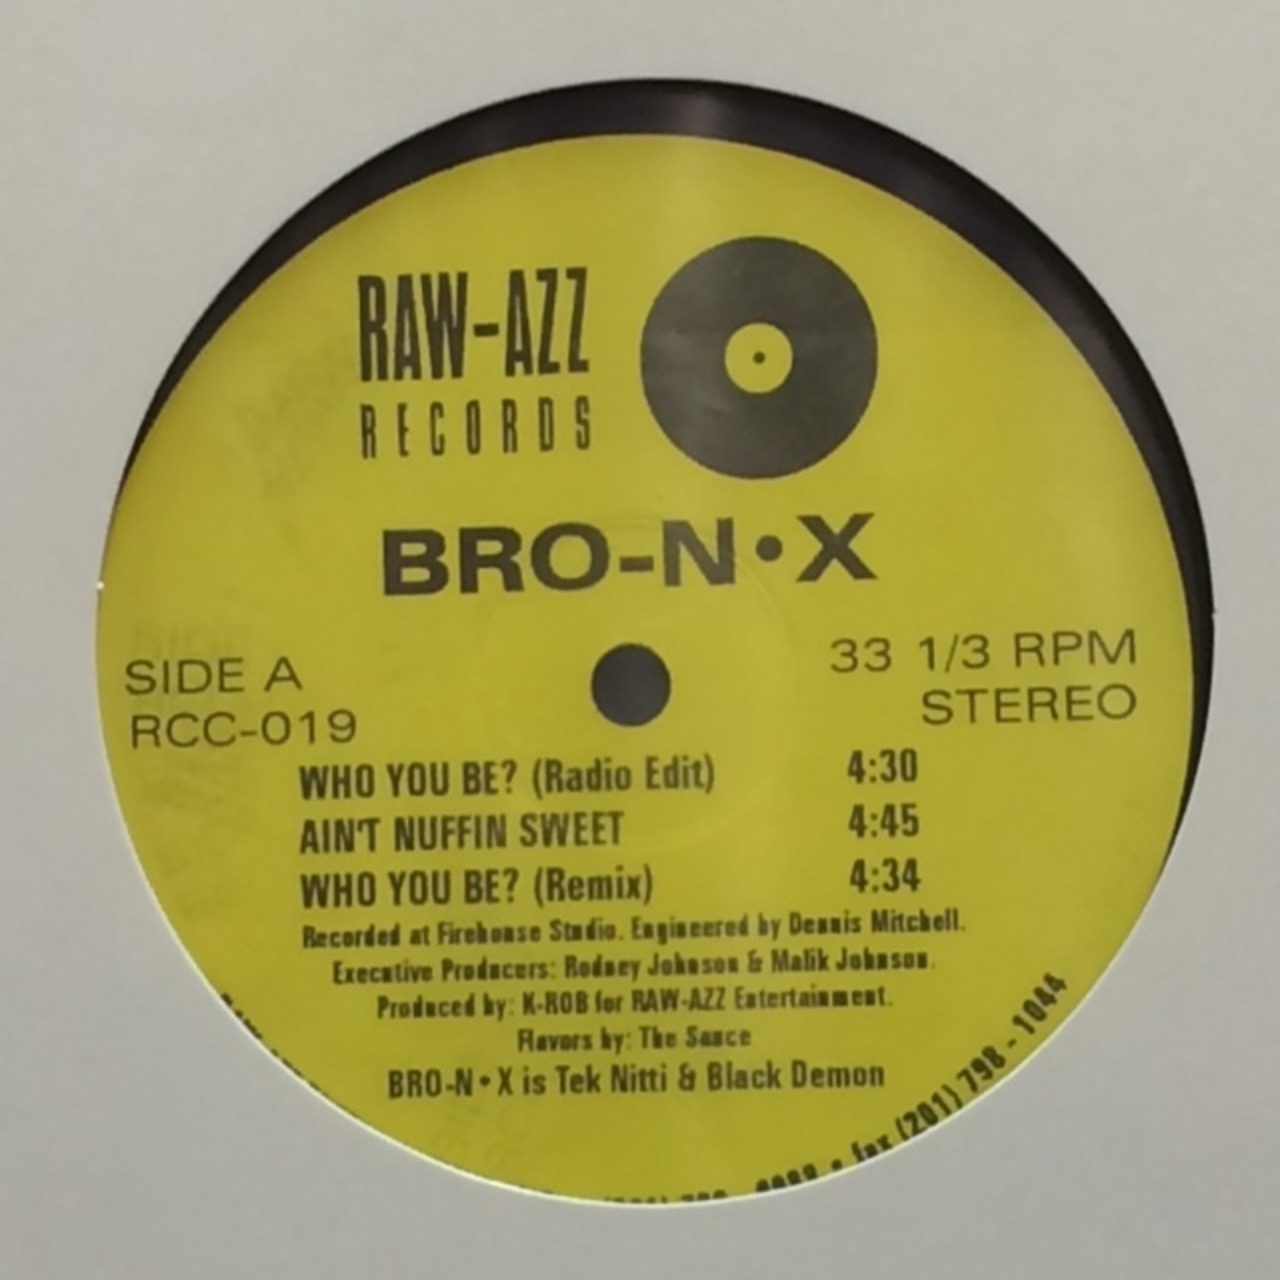 RAW-AZZ
RECORDS
BRO-N•X
SIDE A
RCC-019
33 1/3 RPM
STEREO
WHO YOU BE? (Radio Edit) 4:30
AIN'T NUFFIN SWEET 4:45
WHO YOU BE? (Remix) 4:34
Recorded at Firehouse Studio. Engineered by Dennis Mitchell.
Executive Producers: Rodney Johnson & Malik Johnson.
Produced by: K-ROB for RAW-AZZ Entertainment.
Flavors by: The Sauce
BRO-N•X is Tek Nitti & Black Demon
• fax (201) 798 - 1044